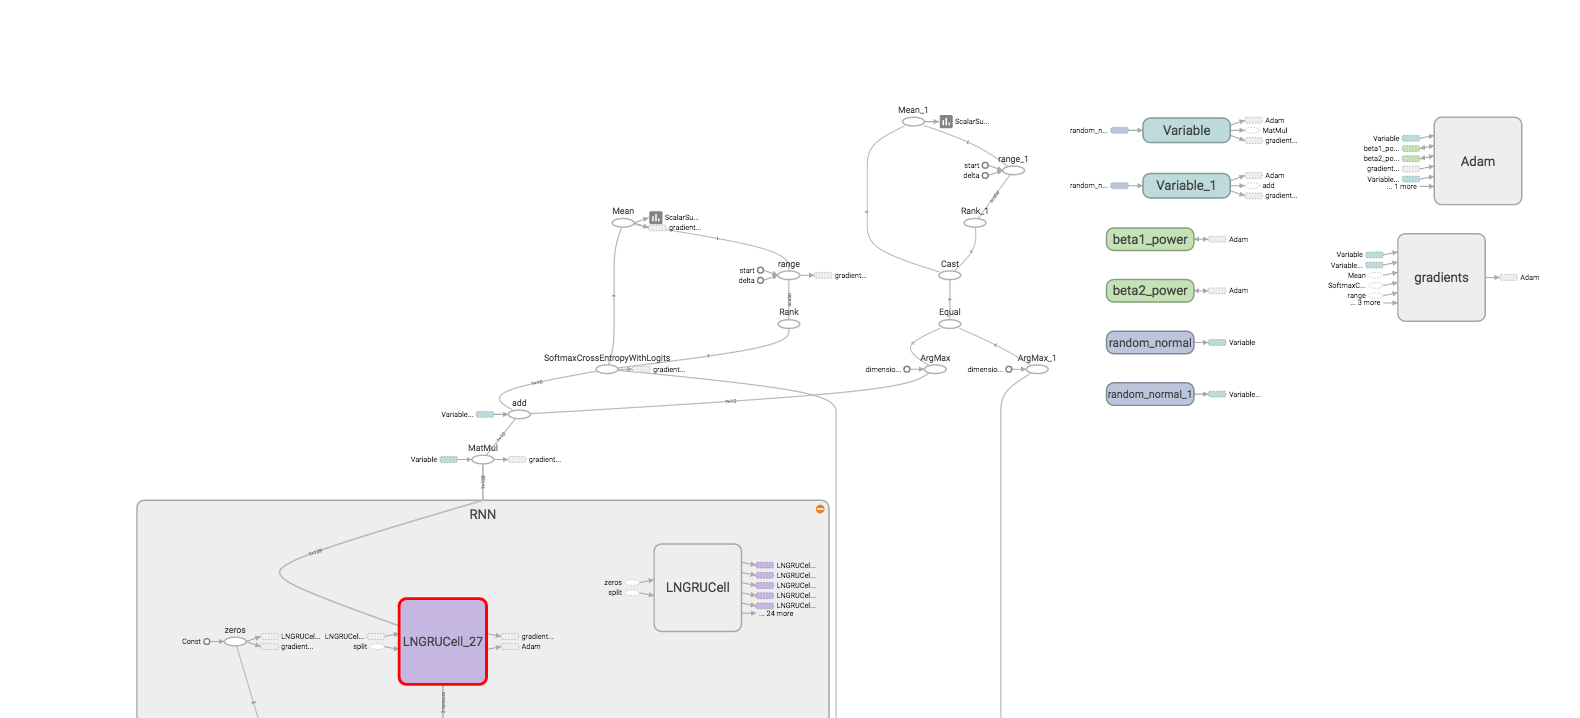 Mean_1
ScalarSu...
start
delta
range_1
Rank_1
Cast
Equal
ArgMax
dimensio...
ArgMax_1
dimensio...
Mean
ScalarSu...
gradient...
start
delta
range
gradient...
scalar
Rank
SoftmaxCrossEntropyWithLogits
gradient...
add
Variable...
MatMul
Variable
gradient...
random_n...
Variable
Adam
MatMul
gradient...
random_n...
Variable_1
Adam
add
gradient...
beta1_power
Adam
beta2_power
Adam
random_normal
Variable
random_normal_1
Variable...
Variable
beta1_po...
beta2_po...
gradient...
Variable...
... 1 more
Adam
Variable
Variable...
Mean
SoftmaxC...
range
... 3 more
gradients
Adam
RNN
Const
zeros
LNGRUCel...
gradient...
LNGRUCel...
split
LNGRUCell_27
gradient...
Adam
zeros
split
LNGRUCell
LNGRUCel...
LNGRUCel...
LNGRUCel...
LNGRUCel...
LNGRUCel...
... 24 more